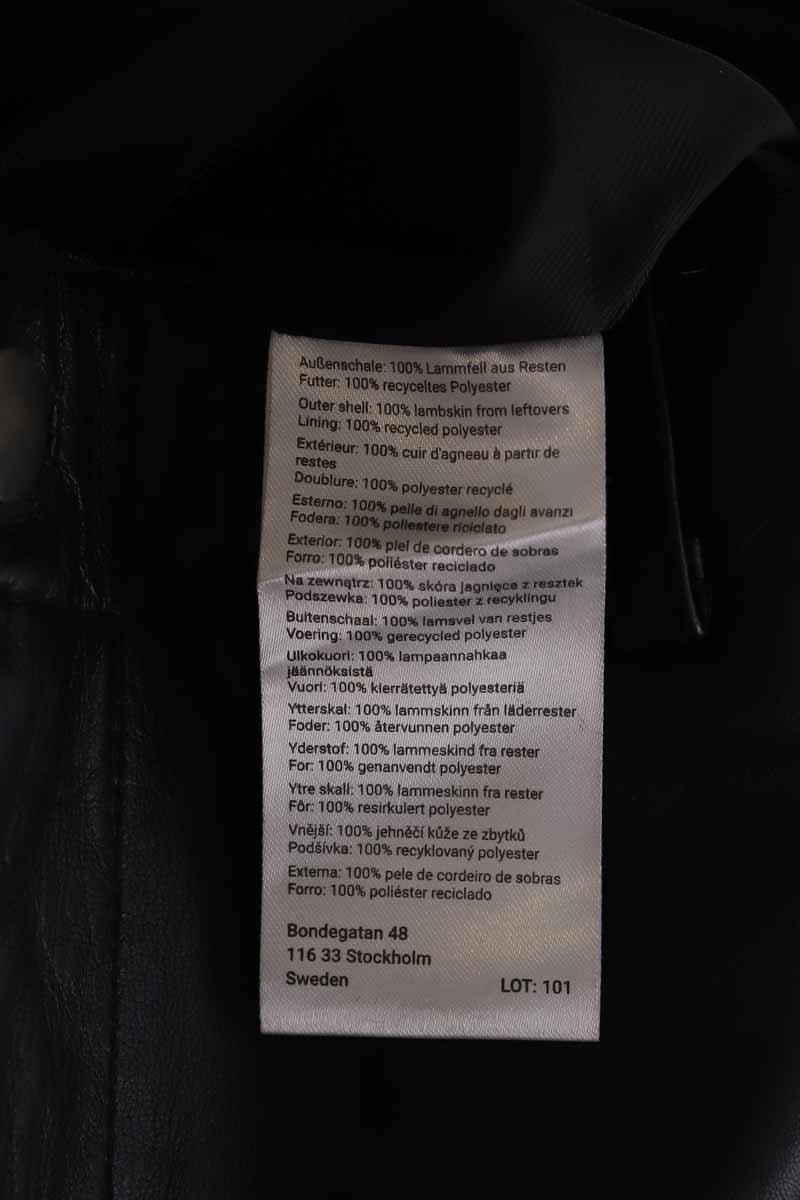 Außenschale: 100% Lammfell aus Resten
Futter: 100% recyceltes Polyester
Outer shell: 100% lambskin from leftovers
Lining: 100% recycled polyester
Extérieur: 100% cuir d'agneau à partir de
restes
Doublure: 100% polyester recyclé
Esterno: 100% pelle di agnello dagli avanzi
Fodera: 100% poliestere riciclato
Exterior: 100% piel de cordero de sobras
Forro: 100% poliéster reciclado
Na zewnątrz: 100% skóra jagnięca z resztek
Podszewka: 100% poliester z recyklingu
Buitenschaal: 100% lamsvel van restjes
Voering: 100% gerecycled polyester
Ulkokuori: 100% lampaannahkaa
jäännöksistä
Vuori: 100% kierrätettyä polyesteriä
Ytterskal: 100% lammskinn från läderrester
Foder: 100% återvunnen polyester
Yderstof: 100% lammeskind fra rester
For: 100% genanvendt polyester
Ytre skall: 100% lammeskinn fra rester
Fôr: 100% resirkulert polyester
Vnější: 100% jehněčí kůže ze zbytků
Podšívka: 100% recyklovaný polyester
Externa: 100% pele de cordeiro de sobras
Forro: 100% poliéster reciclado
Bondegatan 48
116 33 Stockholm
Sweden
LOT: 101